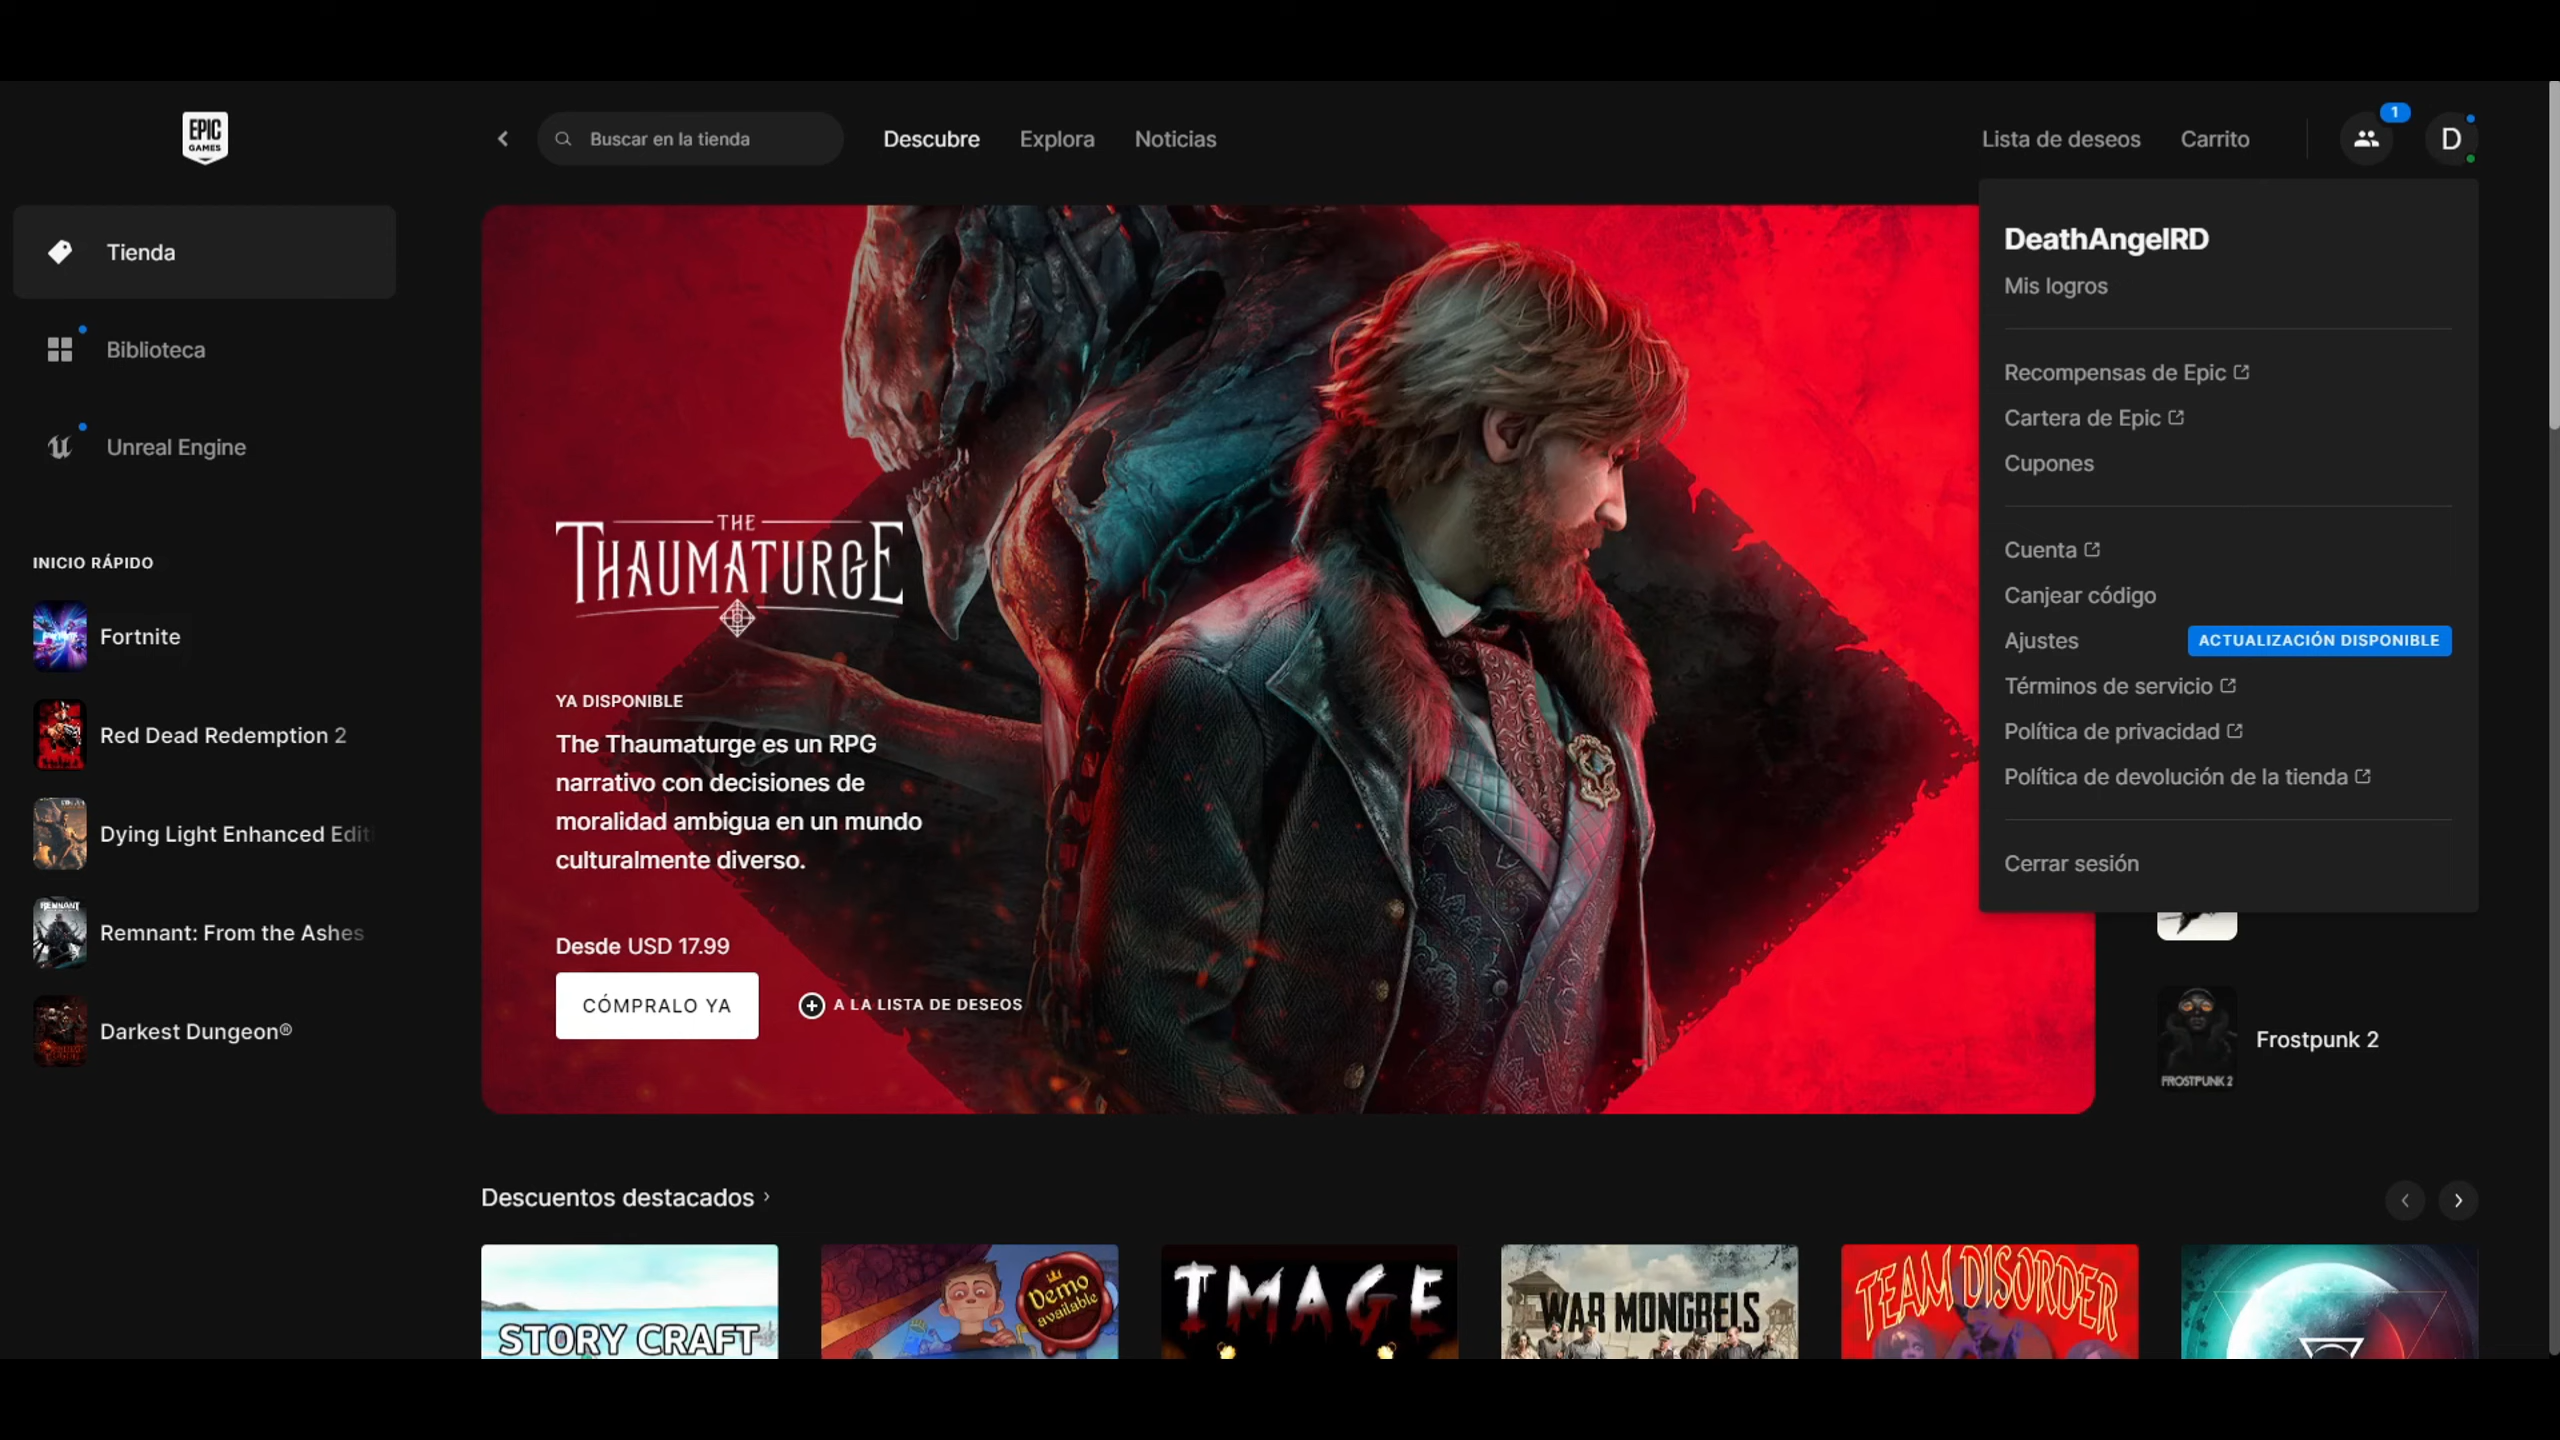 EPIC
GAMES
Buscar en la tienda
Descubre
Explora
Noticias
Lista de deseos
Carrito
1
D
Tienda
Biblioteca
Unreal Engine
INICIO RÁPIDO
Fortnite
Red Dead Redemption 2
Dying Light Enhanced Edit
Remnant: From the Ashes
Darkest Dungeon®
THE
THAUMATURGE
YA DISPONIBLE
The Thaumaturge es un RPG
narrativo con decisiones de
moralidad ambigua en un mundo
culturalmente diverso.
Desde USD 17.99
CÓMPRALO YA
A LA LISTA DE DESEOS
DeathAngelRD
Mis logros
Recompensas de Epic
Cartera de Epic
Cupones
Cuenta
Canjear código
Ajustes
ACTUALIZACIÓN DISPONIBLE
Términos de servicio
Política de privacidad
Política de devolución de la tienda
Cerrar sesión
FROSTPUNK 2
Frostpunk 2
Descuentos destacados
STORY CRAFT
Demo
available
IMAGE
WAR MONGRELS
TEAM DISORDER